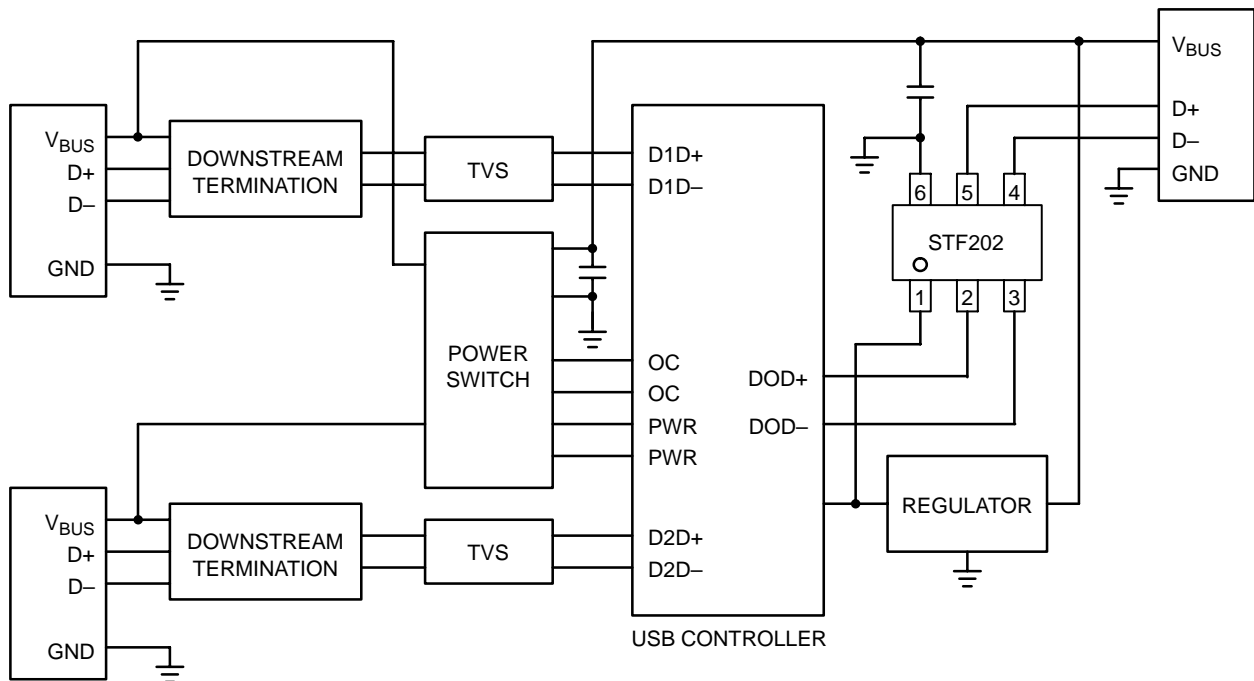 VBUS
D+
D–
GND
DOWNSTREAM
TERMINATION
TVS
D1D+
D1D–
POWER
SWITCH
OC
OC
PWR
PWR
DOD+
DOD–
VBUS
D+
D–
GND
6 5 4
STF202
1 2 3
REGULATOR
VBUS
D+
D–
GND
DOWNSTREAM
TERMINATION
TVS
D2D+
D2D–
USB CONTROLLER